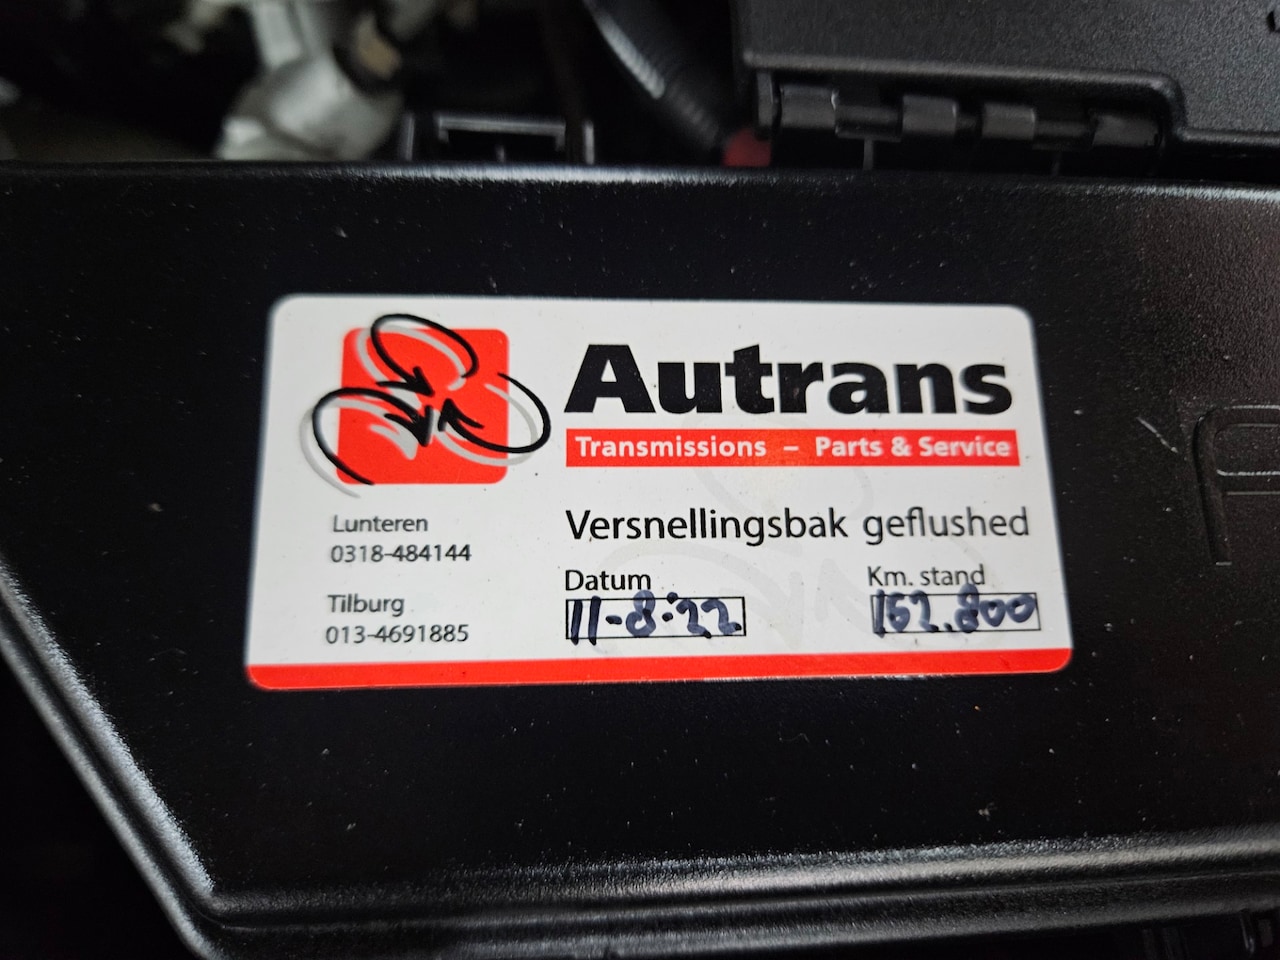 Autrans
Transmissions – Parts & Service
Lunteren
0318-484144
Tilburg
013-4691885
Versnellingsbak geflushed
Datum
11-8-'22
Km. stand
162.800